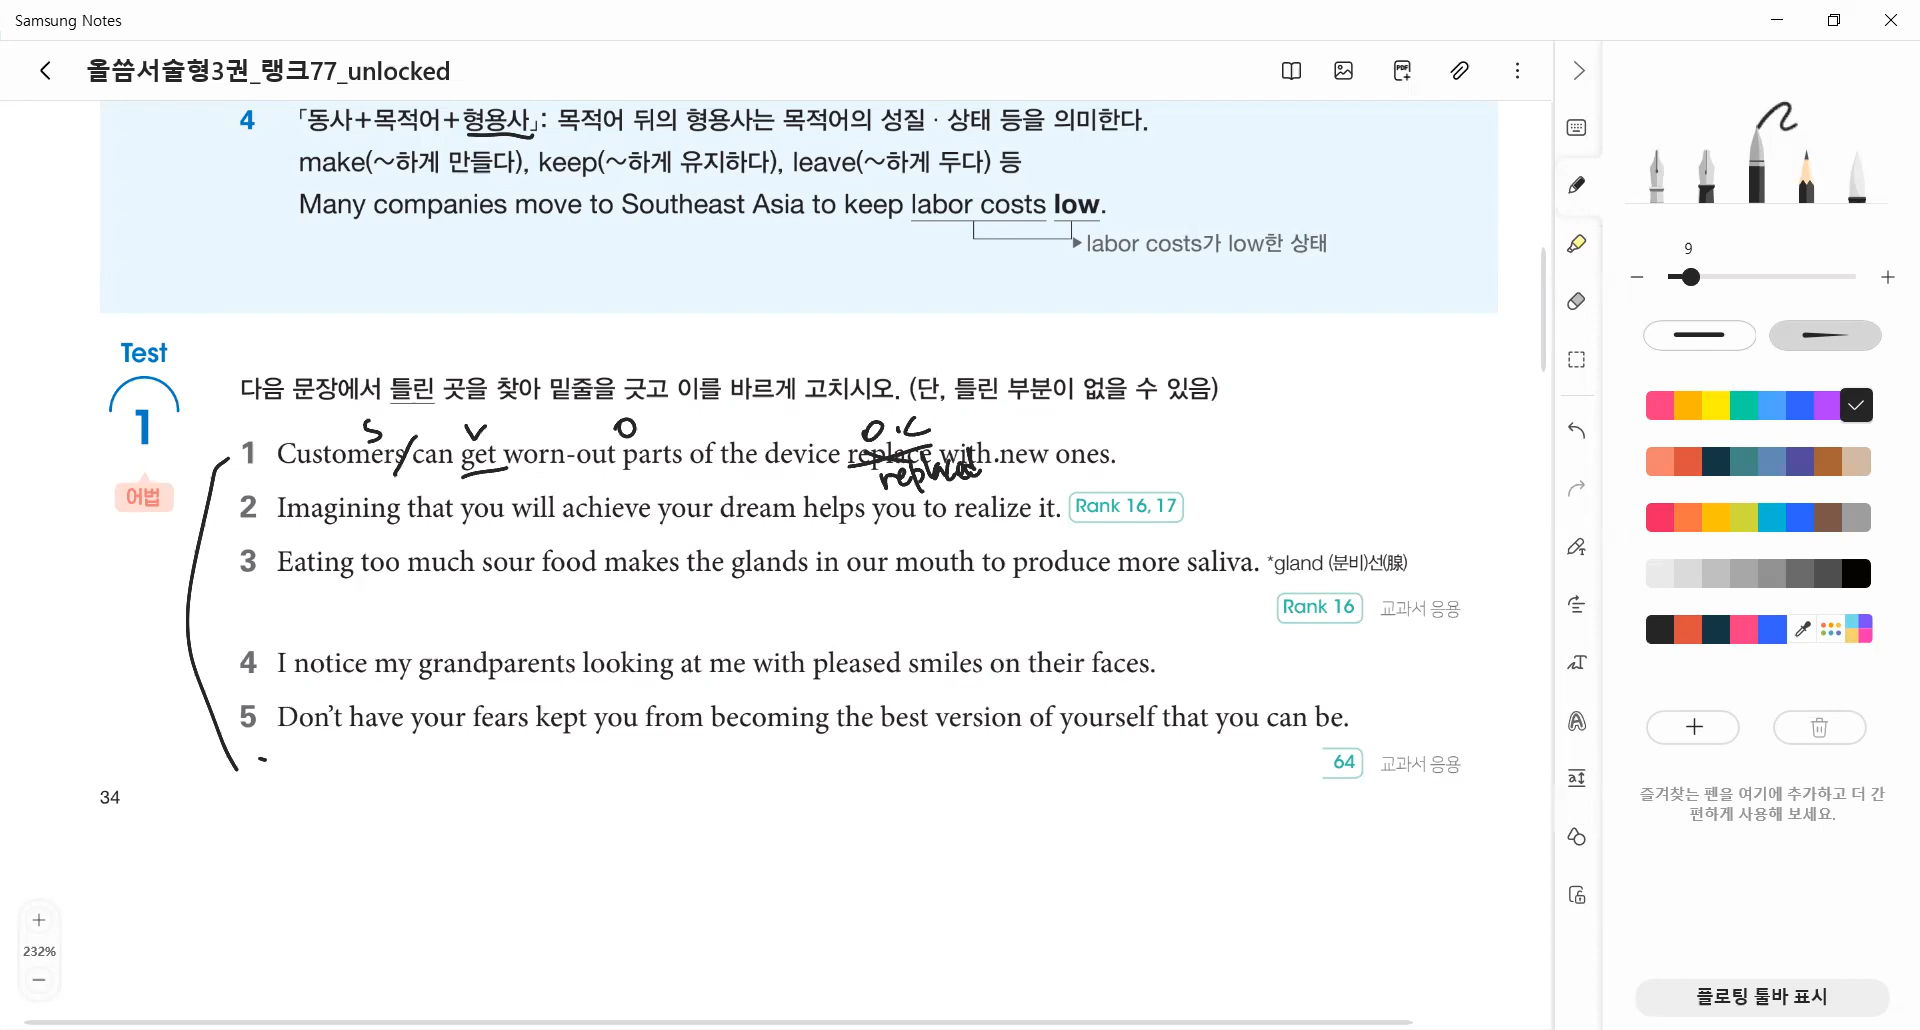 Samsung Notes
올씀서술형3권_랭크77_unlocked
4 「동사+목적어+형용사」: 목적어 뒤의 형용사는 목적어의 성질 · 상태 등을 의미한다.
make(~하게 만들다), keep(~하게 유지하다), leave(~하게 두다) 등
Many companies move to Southeast Asia to keep labor costs low.
labor costs가 low한 상태
Test
1
어법
다음 문장에서 틀린 곳을 찾아 밑줄을 긋고 이를 바르게 고치시오. (단, 틀린 부분이 없을 수 있음)
S V O O.C
1 Customers can get worn-out parts of the device replace with new ones.
replaced
2 Imagining that you will achieve your dream helps you to realize it. Rank 16, 17
3 Eating too much sour food makes the glands in our mouth to produce more saliva. *gland (분비)선(腺)
Rank 16 교과서 응용
4 I notice my grandparents looking at me with pleased smiles on their faces.
5 Don't have your fears kept you from becoming the best version of yourself that you can be.
64 교과서 응용
34
232%
PDF
9
즐겨찾는 펜을 여기에 추가하고 더 간
편하게 사용해 보세요.
플로팅 툴바 표시